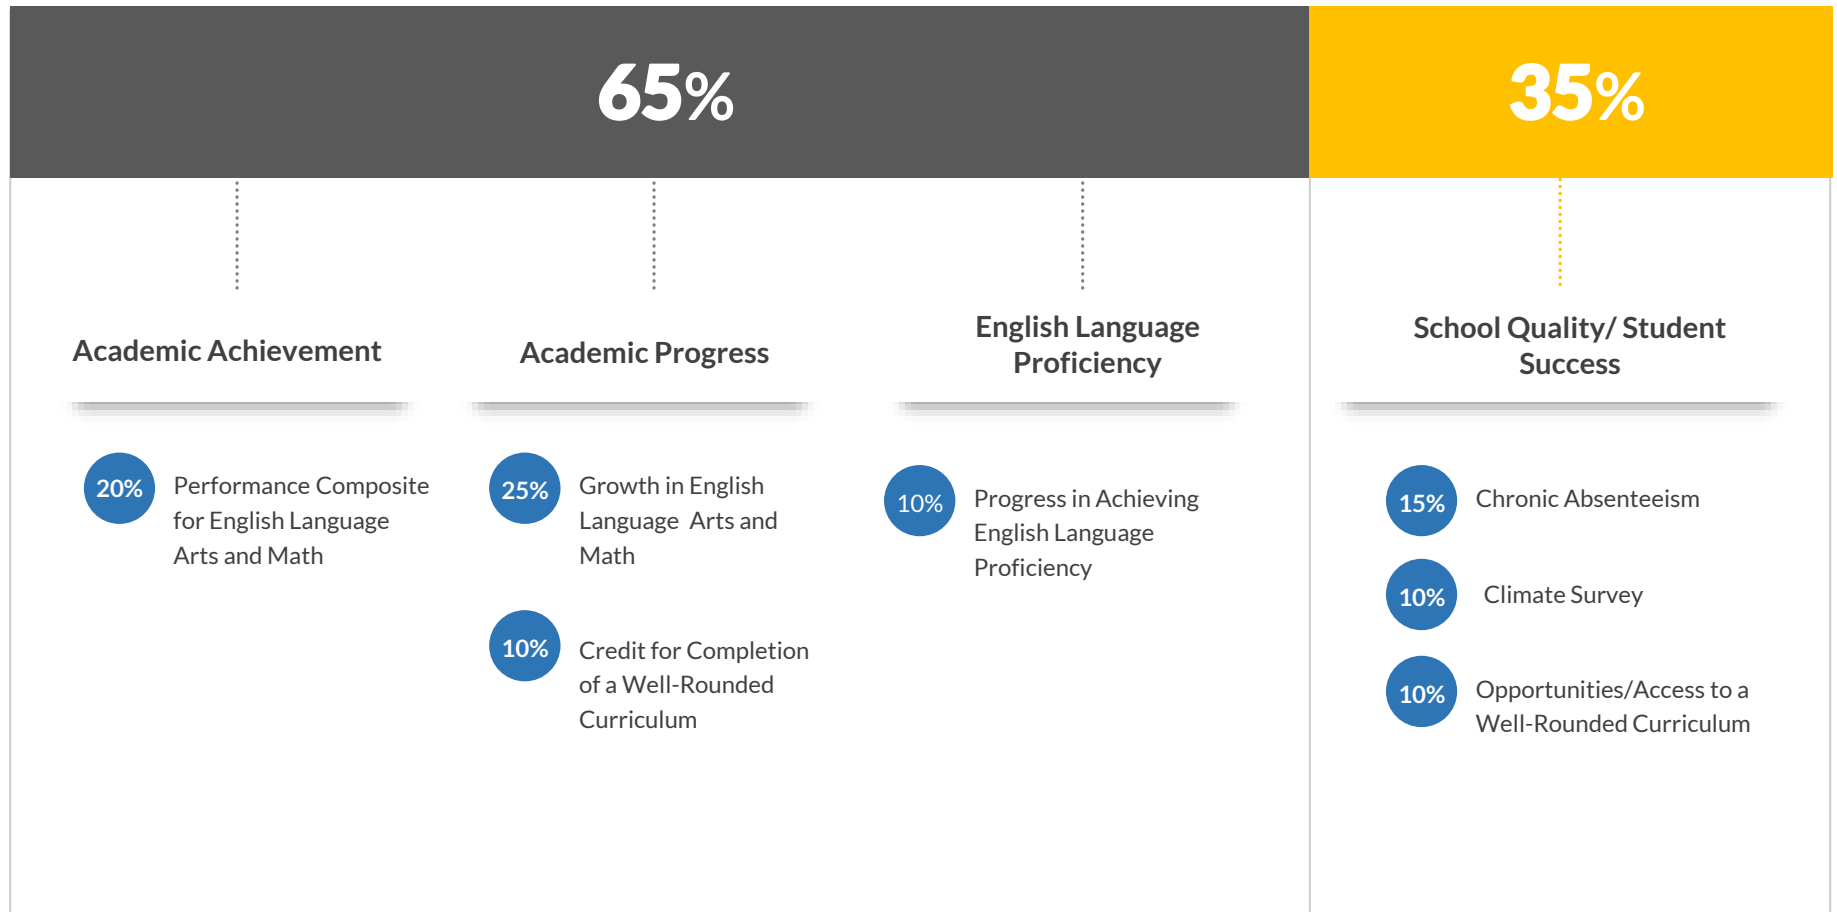 65%
35%
Academic Achievement
20%
Performance Composite
for English Language
Arts and Math
Academic Progress
25%
Growth in English
Language Arts and
Math
10%
Credit for Completion
of a Well-Rounded
Curriculum
English Language
Proficiency
10%
Progress in Achieving
English Language
Proficiency
School Quality/ Student
Success
15%
Chronic Absenteeism
10%
Climate Survey
10%
Opportunities/Access to a
Well-Rounded Curriculum